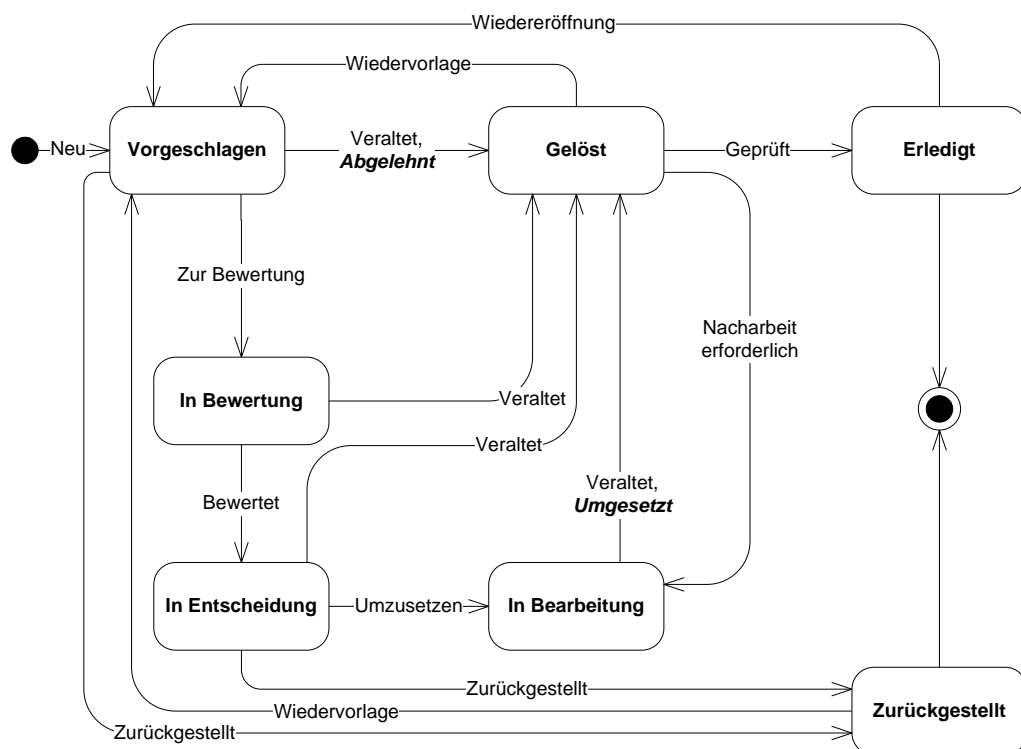 Wiedereröffnung
Wiedervorlage
Neu
Vorgeschlagen
Veraltet,
Abgelehnt
Gelöst
Geprüft
Erledigt
Zur Bewertung
Nacharbeit
erforderlich
In Bewertung
Veraltet
Veraltet
Bewertet
Veraltet,
Umgesetzt
In Entscheidung
Umzusetzen
In Bearbeitung
Zurückgestellt
Wiedervorlage
Zurückgestellt
Zurückgestellt